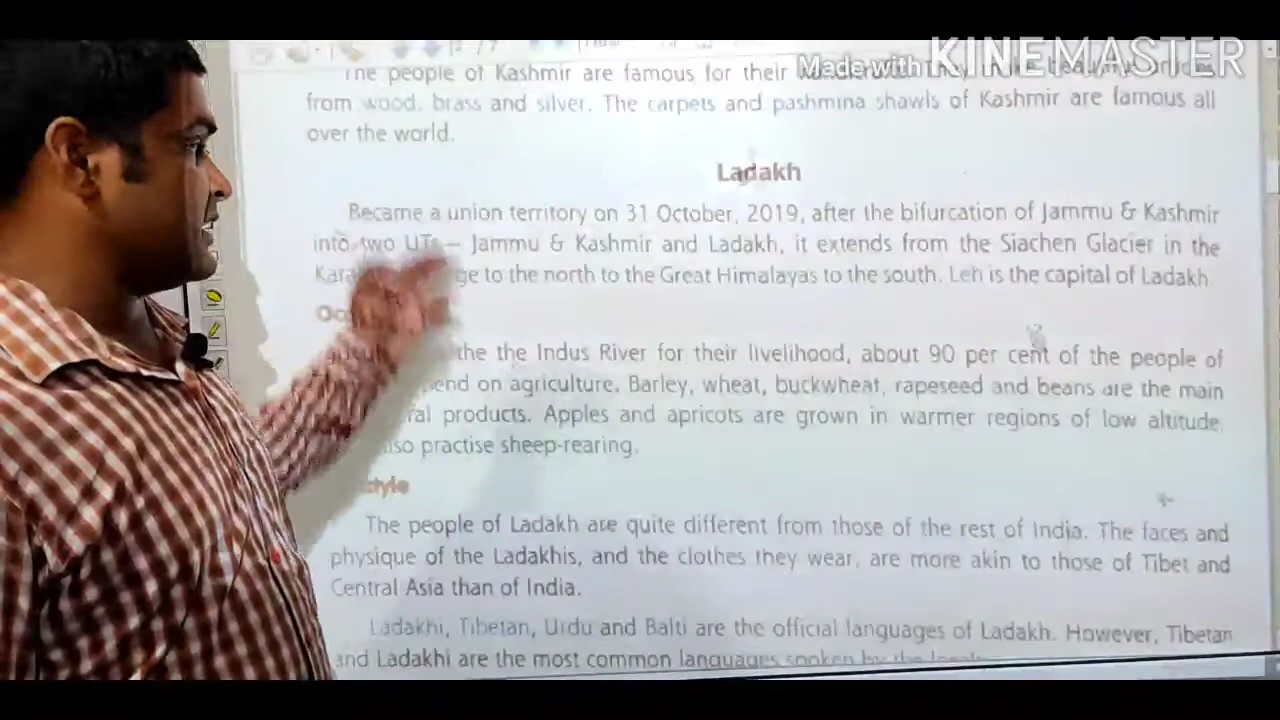 Made with KINEMASTER
The people of Kashmir are famous for their
from wood, brass and silver. The carpets and pashmina shawls of Kashmir are famous all
over the world.
Ladakh
Became a union territory on 31 October, 2019, after the bifurcation of Jammu & Kashmir
into two UTs – Jammu & Kashmir and Ladakh, it extends from the Siachen Glacier in the
ge to the north to the Great Himalayas to the south. Leh is the capital of Ladakh
the the Indus River for their livelihood, about 90 per cent of the people of
end on agriculture. Barley, wheat, buckwheat, rapeseed and beans are the main
ral products. Apples and apricots are grown in warmer regions of low altitude.
so practise sheep-rearing.
style
The people of Ladakh are quite different from those of the rest of India. The faces and
physique of the Ladakhis, and the clothes they wear, are more akin to those of Tibet and
Central Asia than of India.
Ladakhi, Tibetan, Urdu and Balti are the official languages of Ladakh. However, Tibetan
and Ladakhi are the most common languages spoken by the